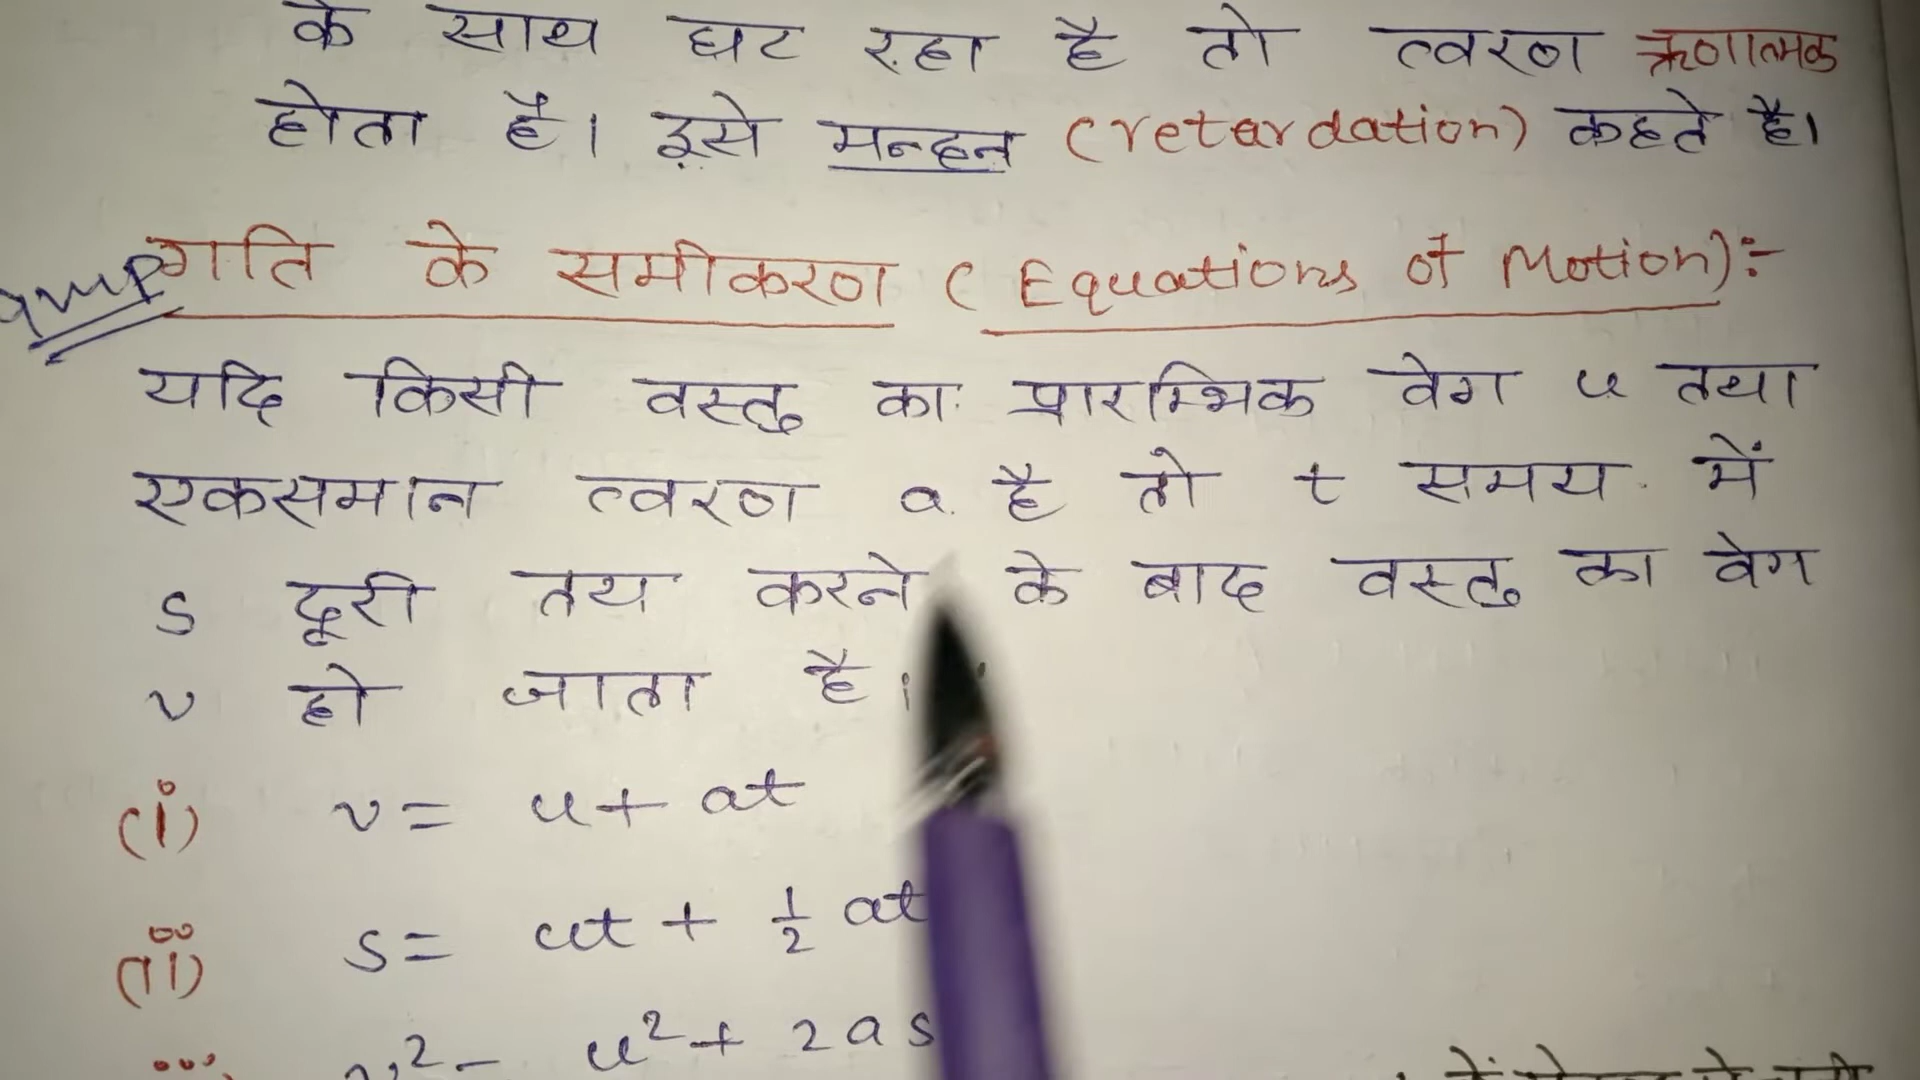 के साथ घट रहा है तो त्वरण ऋणात्मक
होता है। इसे मन्दन (retardation) कहते है।
Imp गति के समीकरण (Equations of Motion):-
यदि किसी वस्तु का प्रारम्भिक वेग u तथा
एकसमान त्वरण a है तो t समय में
s दूरी तय करने के बाद वस्तु का वेग
v हो जाता है।
(i) v = u + at
(ii) s = ut + 1/2 at
v² = u² + 2as